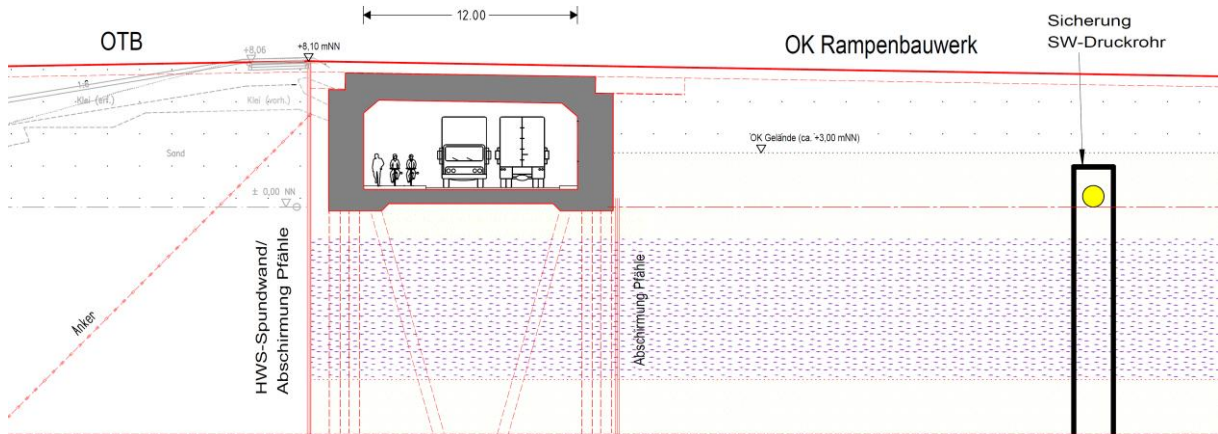 12.00
OTB
+8,06
+8,10 mNN
OK Rampenbauwerk
Sicherung
SW-Druckrohr
Klei (vorh.)
Sand
OK Gelände (ca. +3,00 mNN)
± 0,00 NN
Anker
HWS-Spundwand/
Abschirmung Pfähle
Abschirmung Pfähle